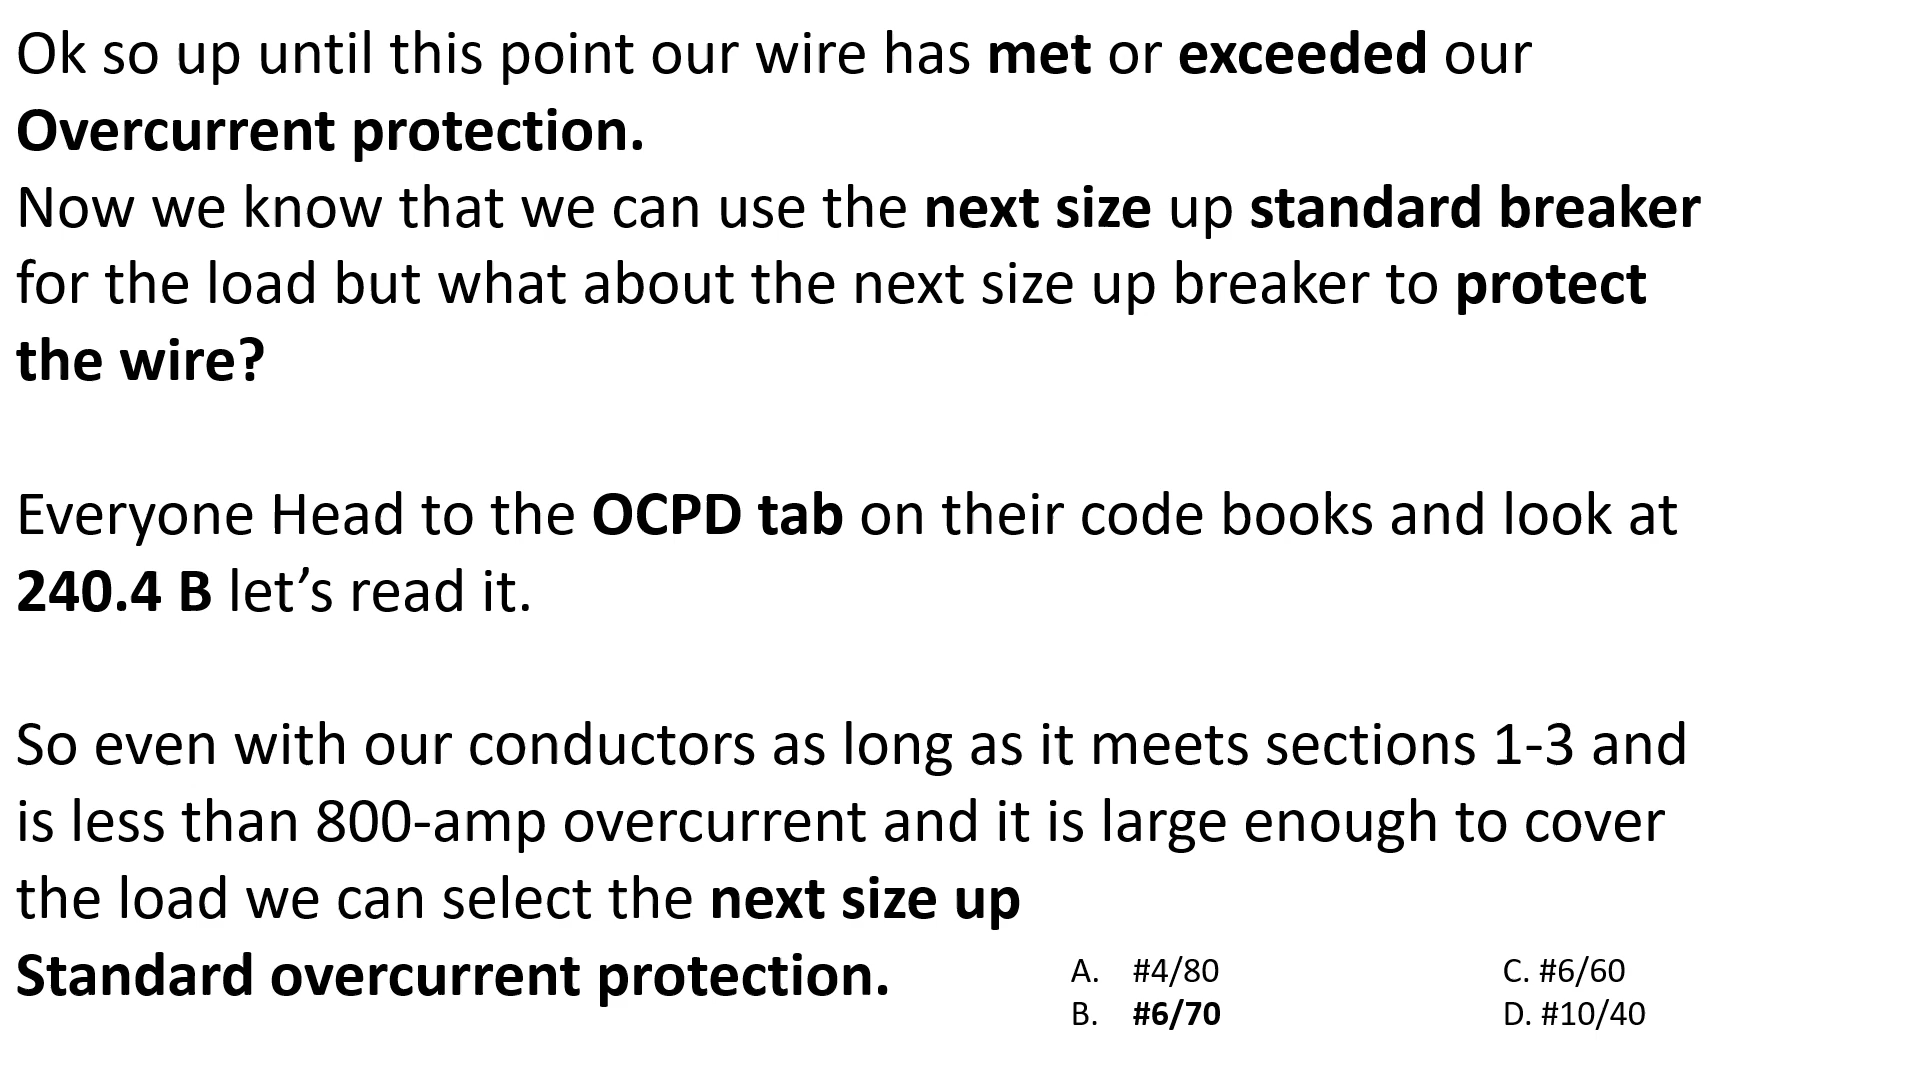 Ok so up until this point our wire has met or exceeded our
Overcurrent protection.
Now we know that we can use the next size up standard breaker
for the load but what about the next size up breaker to protect
the wire?
Everyone Head to the OCPD tab on their code books and look at
240.4 B let’s read it.
So even with our conductors as long as it meets sections 1-3 and
is less than 800-amp overcurrent and it is large enough to cover
the load we can select the next size up
Standard overcurrent protection.
A. #4/80
B. #6/70
C. #6/60
D. #10/40